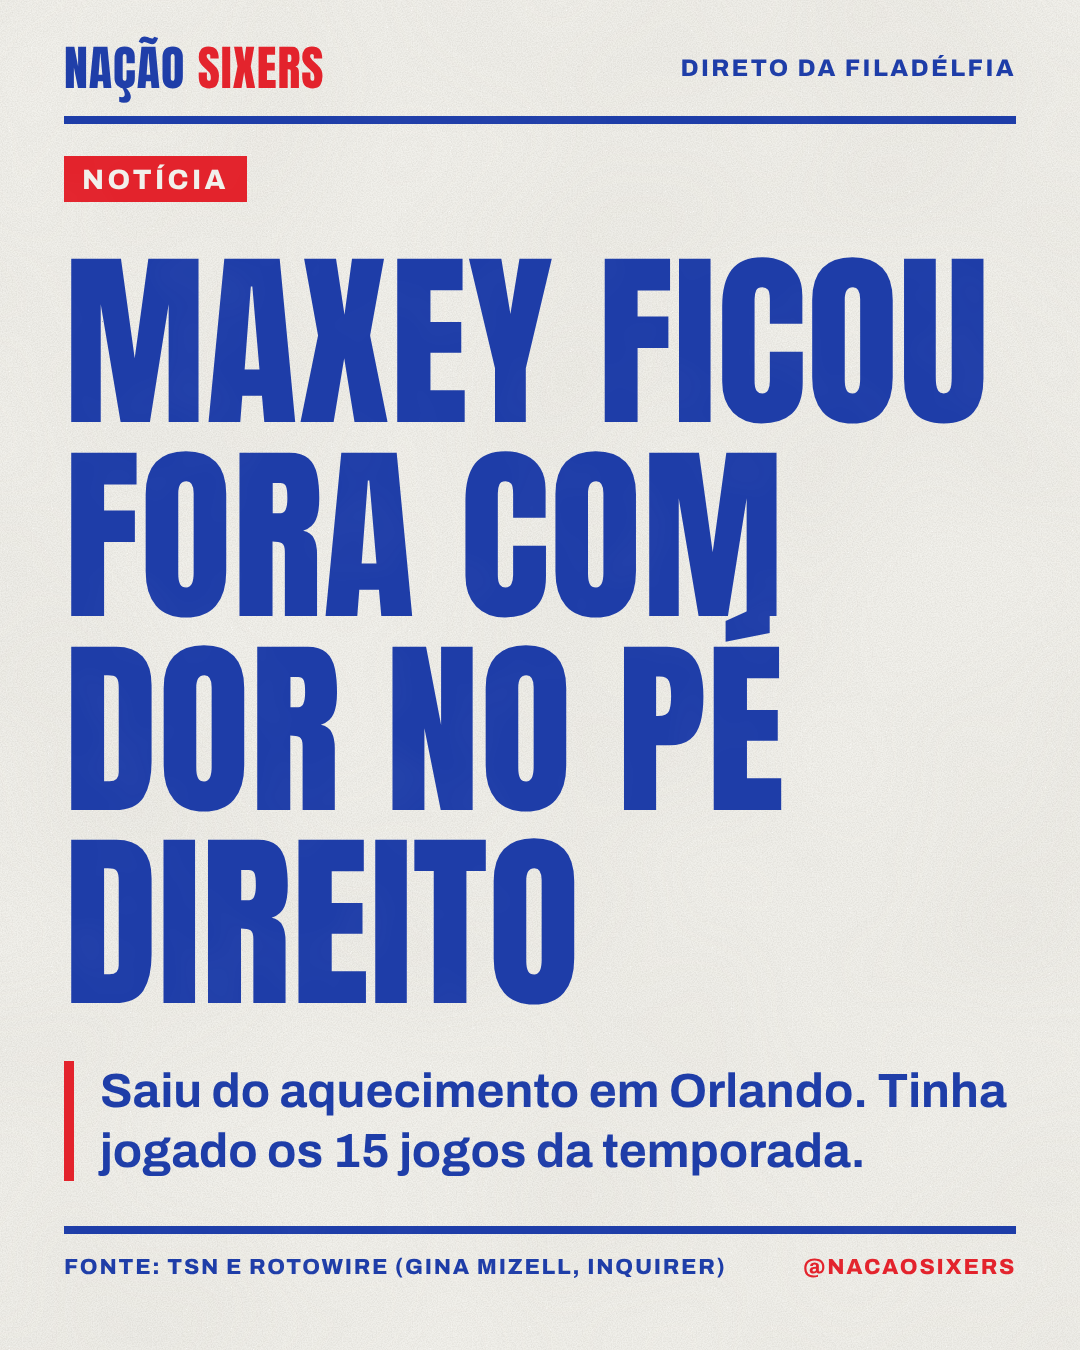 NAÇÃO SIXERS
DIRETO DA FILADÉLFIA
NOTÍCIA
MAXEY FICOU
FORA COM
DOR NO PÉ
DIREITO
Saiu do aquecimento em Orlando. Tinha
jogado os 15 jogos da temporada.
FONTE: TSN E ROTOWIRE (GINA MIZELL, INQUIRER)
@NACAOSIXERS